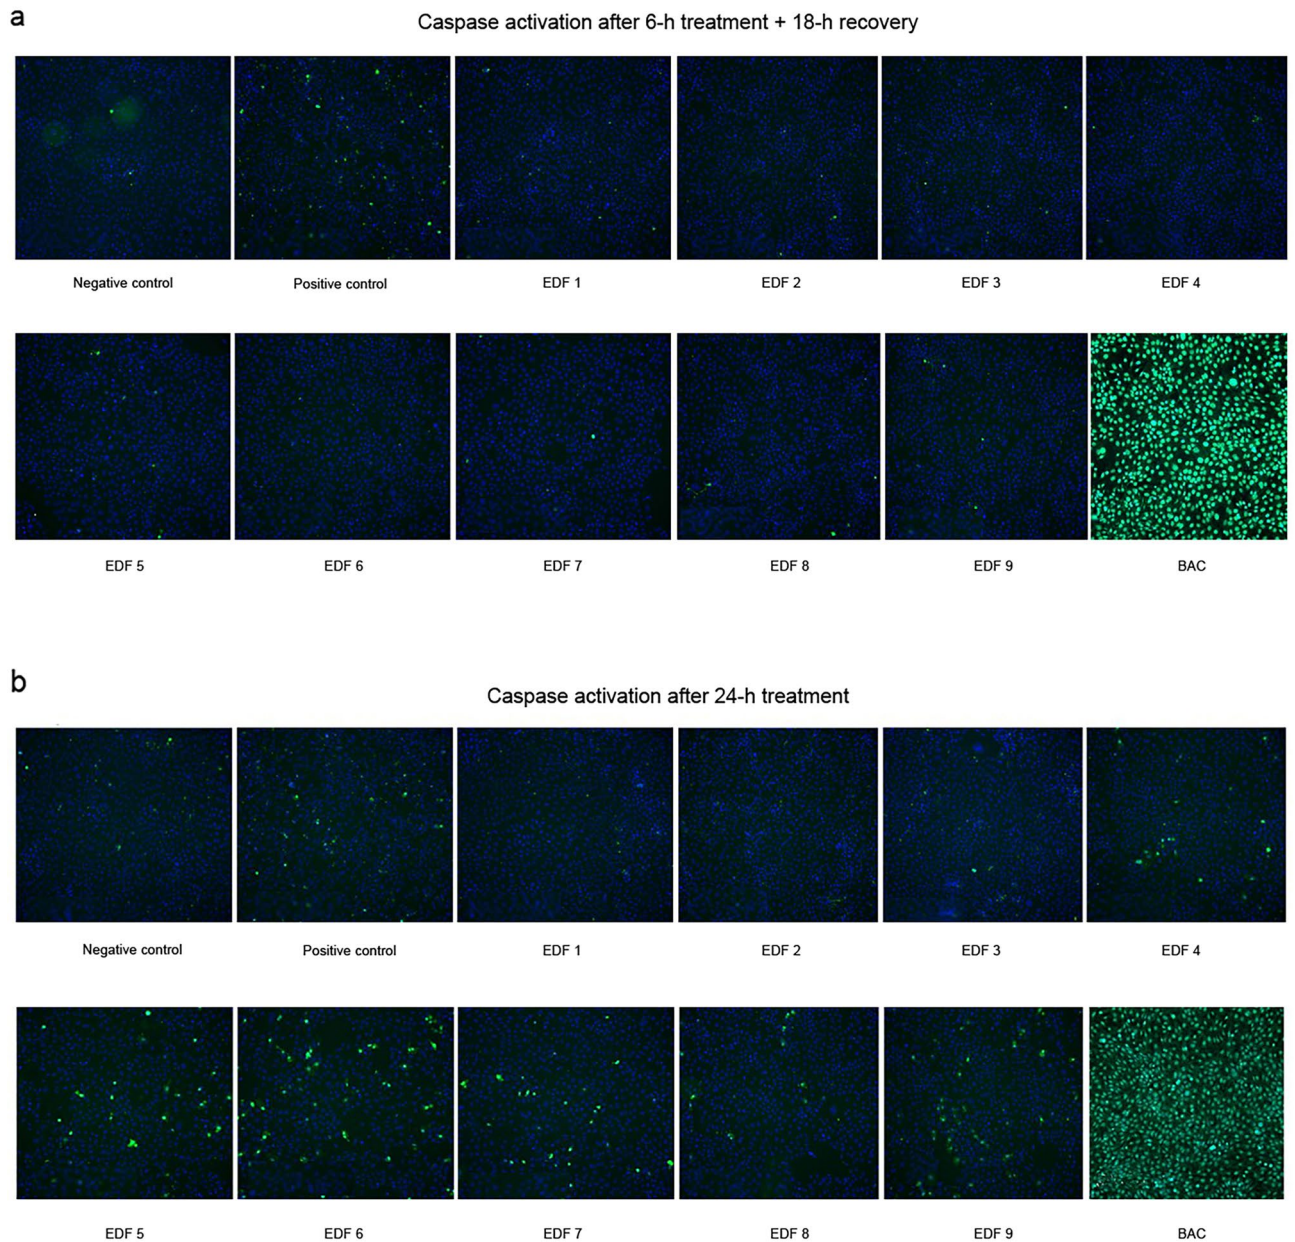 a
Caspase activation after 6-h treatment + 18-h recovery
Negative control
Positive control
EDF 1
EDF 2
EDF 3
EDF 4
EDF 5
EDF 6
EDF 7
EDF 8
EDF 9
BAC
b
Caspase activation after 24-h treatment
Negative control
Positive control
EDF 1
EDF 2
EDF 3
EDF 4
EDF 5
EDF 6
EDF 7
EDF 8
EDF 9
BAC